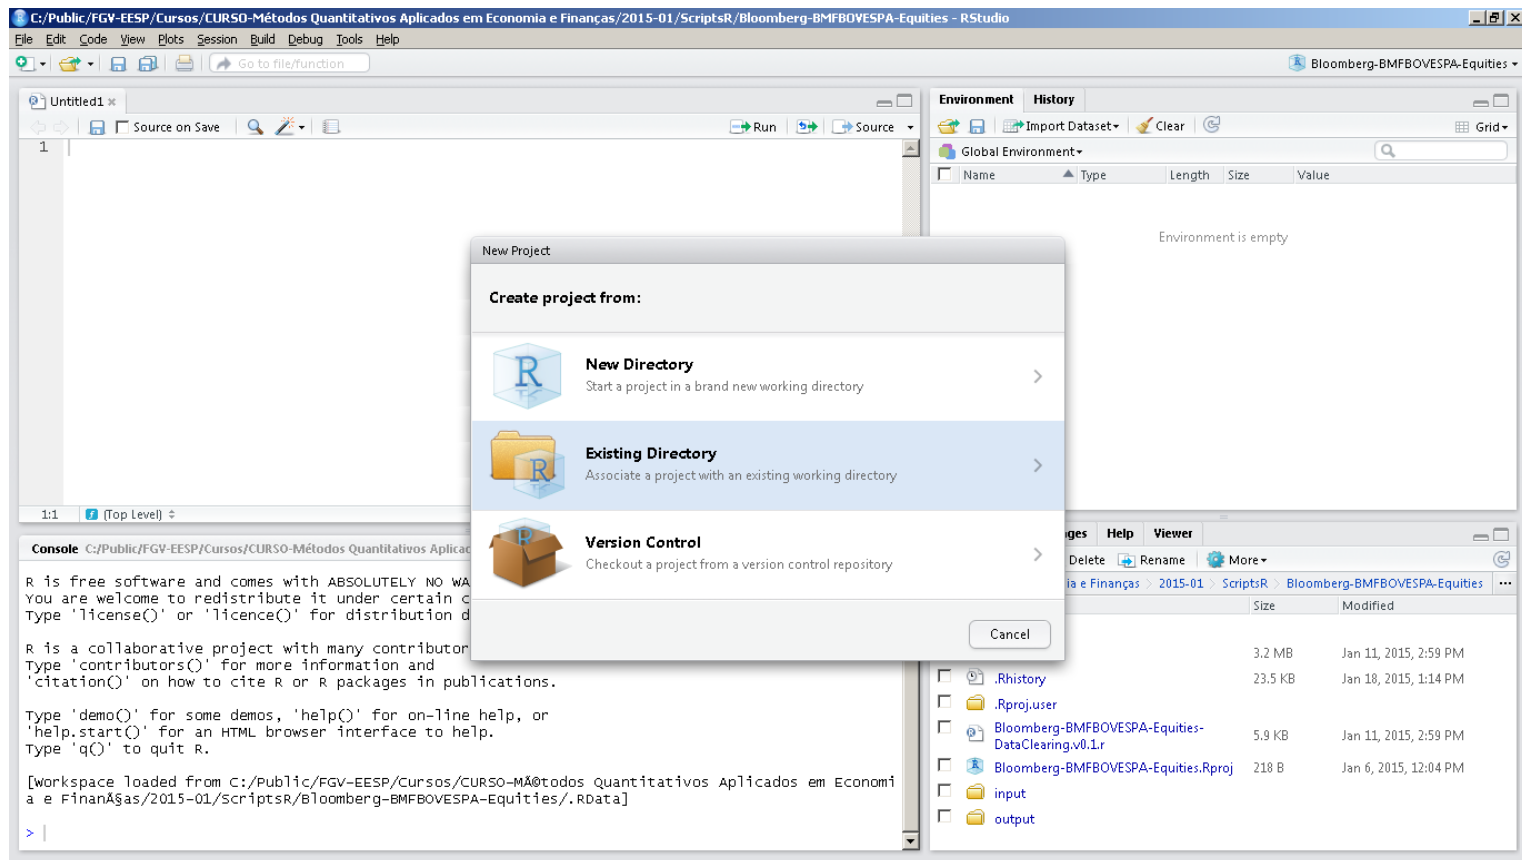 C:/Public/FGV-EESP/Cursos/CURSO-Métodos Quantitativos Aplicados em Economia e Finanças/2015-01/ScriptsR/Bloomberg-BMFBOVESPA-Equities - RStudio
File Edit Code View Plots Session Build Debug Tools Help
Go to file/function
Bloomberg-BMFBOVESPA-Equities
Untitled1
Source on Save
Run
Source
1
1:1 (Top Level)
Environment History
Import Dataset Clear
Grid
Global Environment
Name Type Length Size Value
Environment is empty
New Project
Create project from:
New Directory
Start a project in a brand new working directory
Existing Directory
Associate a project with an existing working directory
Version Control
Checkout a project from a version control repository
Cancel
Console C:/Public/FGV-EESP/Cursos/CURSO-Métodos Quantitativos Aplicac
R is free software and comes with ABSOLUTELY NO WA
You are welcome to redistribute it under certain c
Type 'license()' or 'licence()' for distribution d
R is a collaborative project with many contributor
Type 'contributors()' for more information and
'citation()' on how to cite R or R packages in publications.
Type 'demo()' for some demos, 'help()' for on-line help, or
'help.start()' for an HTML browser interface to help.
Type 'q()' to quit R.
[Workspace loaded from C:/Public/FGV-EESP/Cursos/CURSO-MÃ©todos Quantitativos Aplicados em Economi
a e FinanÃ§as/2015-01/ScriptsR/Bloomberg-BMFBOVESPA-Equities/.RData]
>
ges Help Viewer
Delete Rename More
ia e Finanças 2015-01 ScriptsR Bloomberg-BMFBOVESPA-Equities ...
Size Modified
3.2 MB Jan 11, 2015, 2:59 PM
.Rhistory 23.5 KB Jan 18, 2015, 1:14 PM
.Rproj.user
Bloomberg-BMFBOVESPA-Equities-
DataClearing.v0.1.r 5.9 KB Jan 11, 2015, 2:59 PM
Bloomberg-BMFBOVESPA-Equities.Rproj 218 B Jan 6, 2015, 12:04 PM
input
output